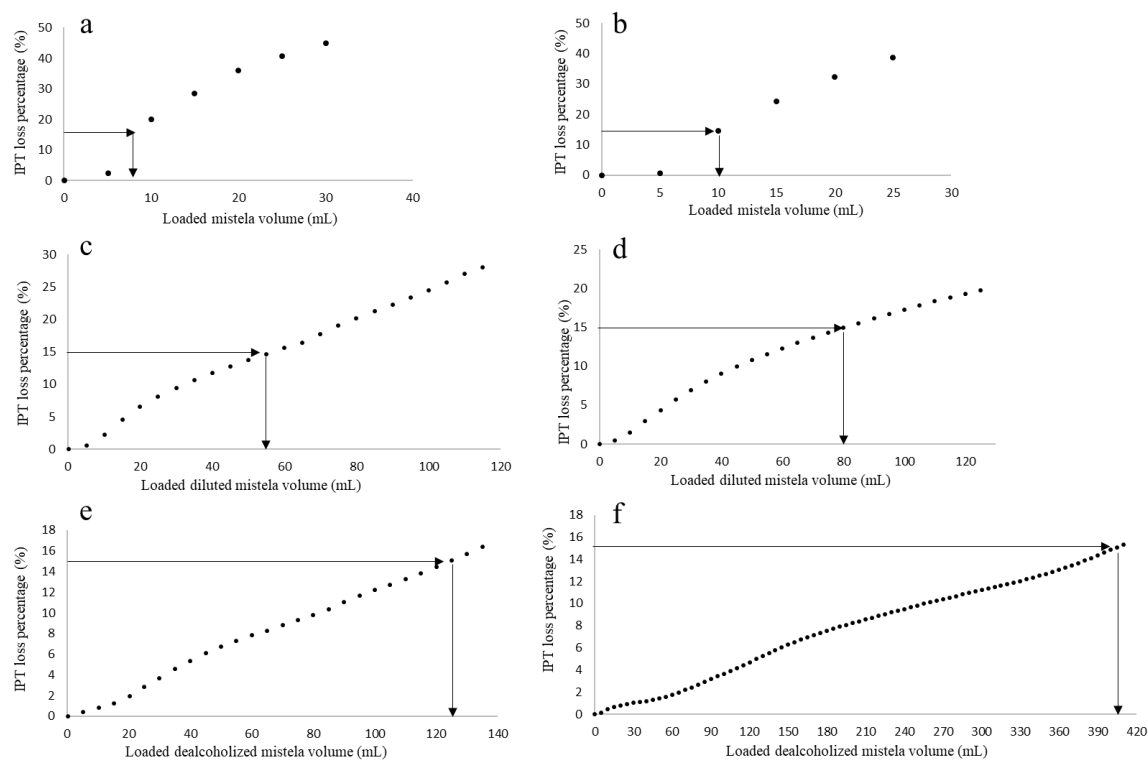 a
IPT loss percentage (%)
50
40
30
20
10
0
0 10 20 30 40
Loaded mistela volume (mL)
b
IPT loss percentage (%)
50
40
30
20
10
0
0 5 10 15 20 25 30
Loaded mistela volume (mL)
c
IPT loss percentage (%)
30
25
20
15
10
5
0
0 20 40 60 80 100 120
Loaded diluted mistela volume (mL)
d
IPT loss percentage (%)
25
20
15
10
5
0
0 20 40 60 80 100 120
Loaded diluted mistela volume (mL)
e
IPT loss percentage (%)
18
16
14
12
10
8
6
4
2
0
0 20 40 60 80 100 120 140
Loaded dealcoholized mistela volume (mL)
f
IPT loss percentage (%)
18
16
14
12
10
8
6
4
2
0
0 30 60 90 120 150 180 210 240 270 300 330 360 390 420
Loaded dealcoholized mistela volume (mL)